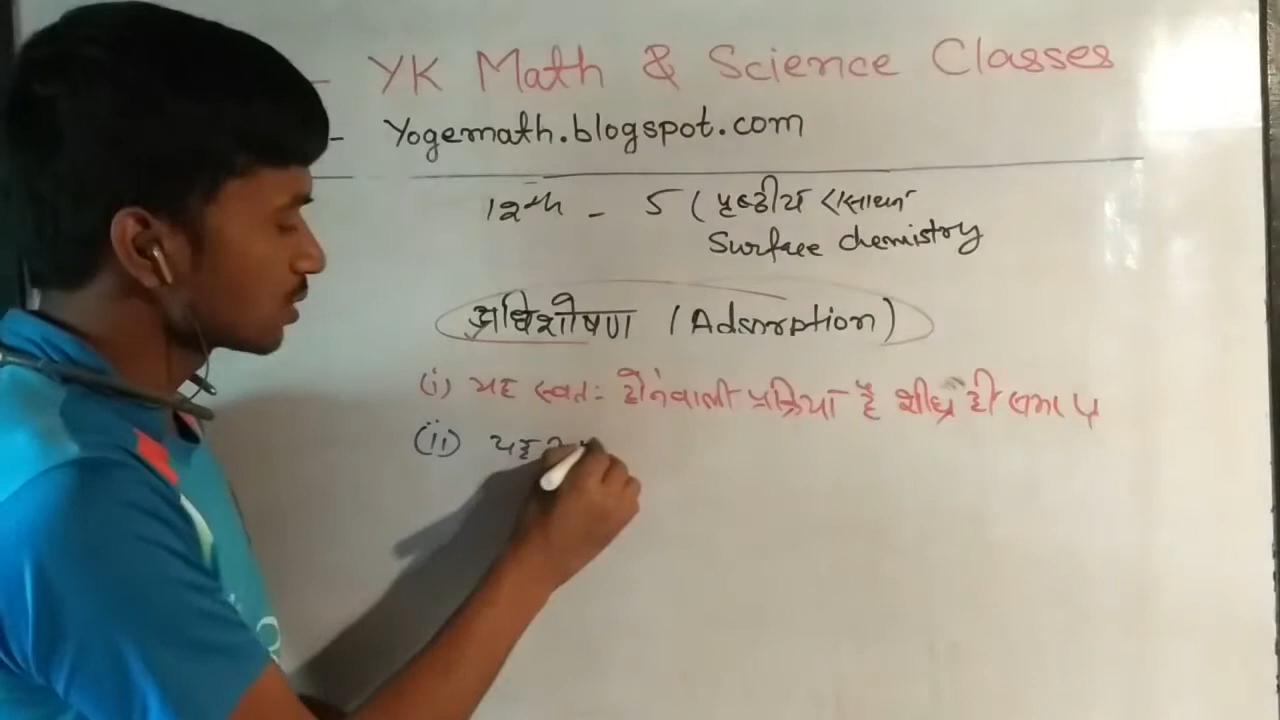 - YK Math & Science Classes
- Yogemath.blogspot.com
12th - 5 ( पृष्ठीय रसायन
Surface chemistry
अधिशोषण (Adsorption)
(i) यह स्वतः होनेवाली प्रक्रिया है शीघ्र ही
(ii) यह